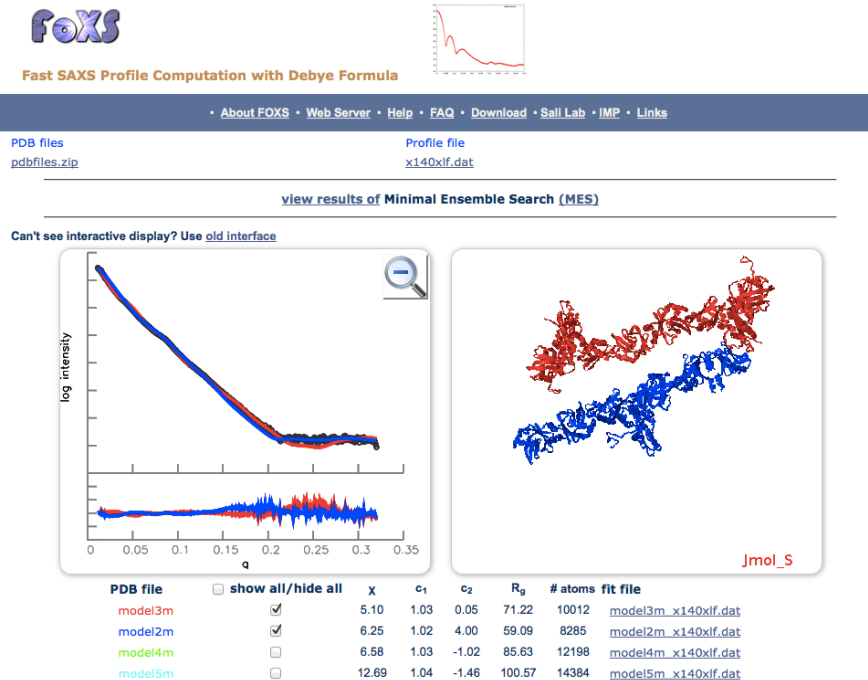 FoXS
Fast SAXS Profile Computation with Debye Formula
• About FOXS • Web Server • Help • FAQ • Download • Sali Lab • IMP • Links
PDB files Profile file
pdbfiles.zip x140xlf.dat
view results of Minimal Ensemble Search (MES)
Can't see interactive display? Use old interface
log intensity
0 0.05 0.1 0.15 0.2 0.25 0.3 0.35
q
Jmol_S
PDB file show all/hide all χ c1 c2 Rg # atoms fit file
model3m 5.10 1.03 0.05 71.22 10012 model3m_x140xlf.dat
model2m 6.25 1.02 4.00 59.09 8285 model2m_x140xlf.dat
model4m 6.58 1.03 -1.02 85.63 12198 model4m_x140xlf.dat
model5m 12.69 1.04 -1.46 100.57 14384 model5m_x140xlf.dat